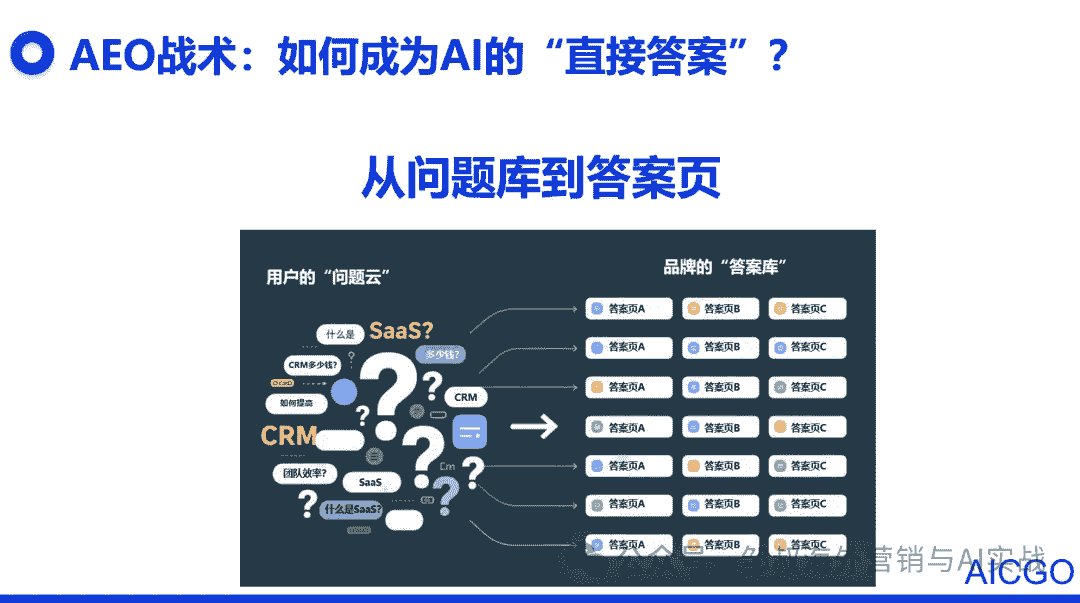 AEO战术：如何成为AI的“直接答案”？
从问题库到答案页
用户的“问题云”
品牌的“答案库”
什么是
SaaS?
多少钱?
CRM多少钱?
如何提高
CRM
CRM
团队效率?
SaaS
什么是SaaS?
答案页A 答案页B 答案页C
答案页A 答案页B 答案页C
答案页A 答案页B 答案页C
答案页A 答案页B 答案页C
答案页A 答案页B 答案页C
答案页A 答案页B 答案页C
答案页A 答案页B 答案页C
营销与AI实战
AICGO